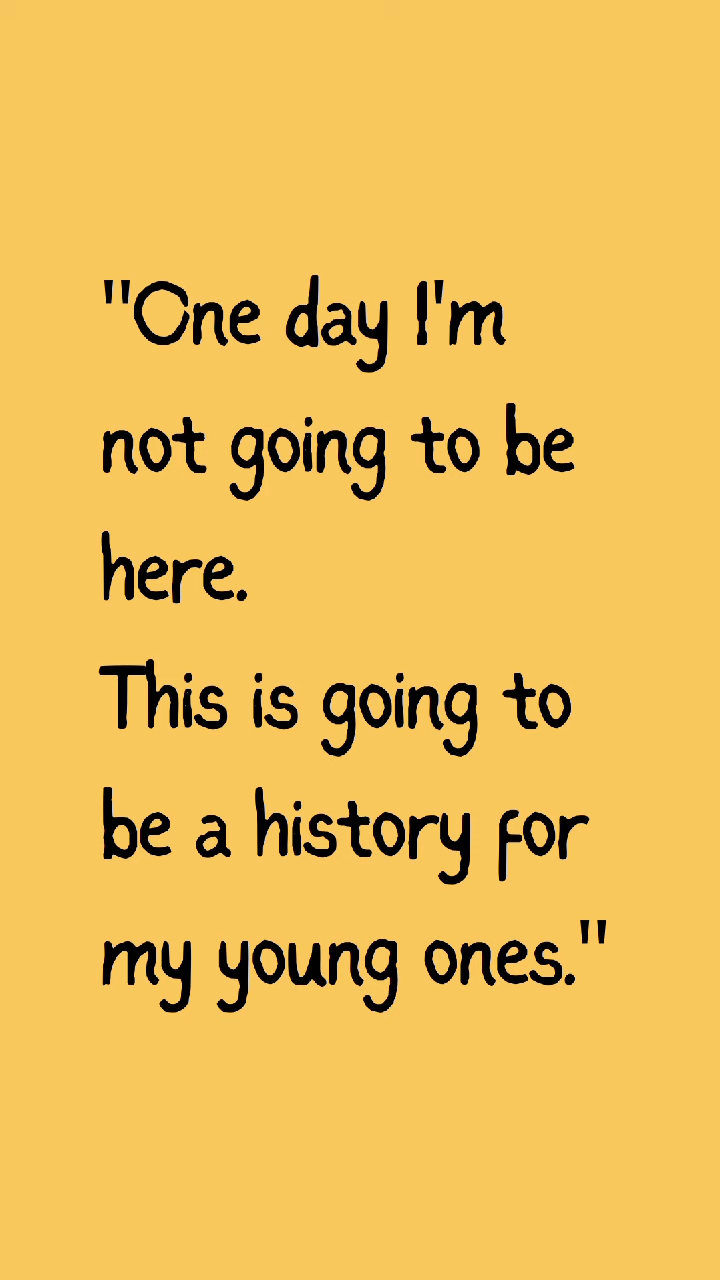 "One day I'm
not going to be
here.
This is going to
be a history for
my young ones."